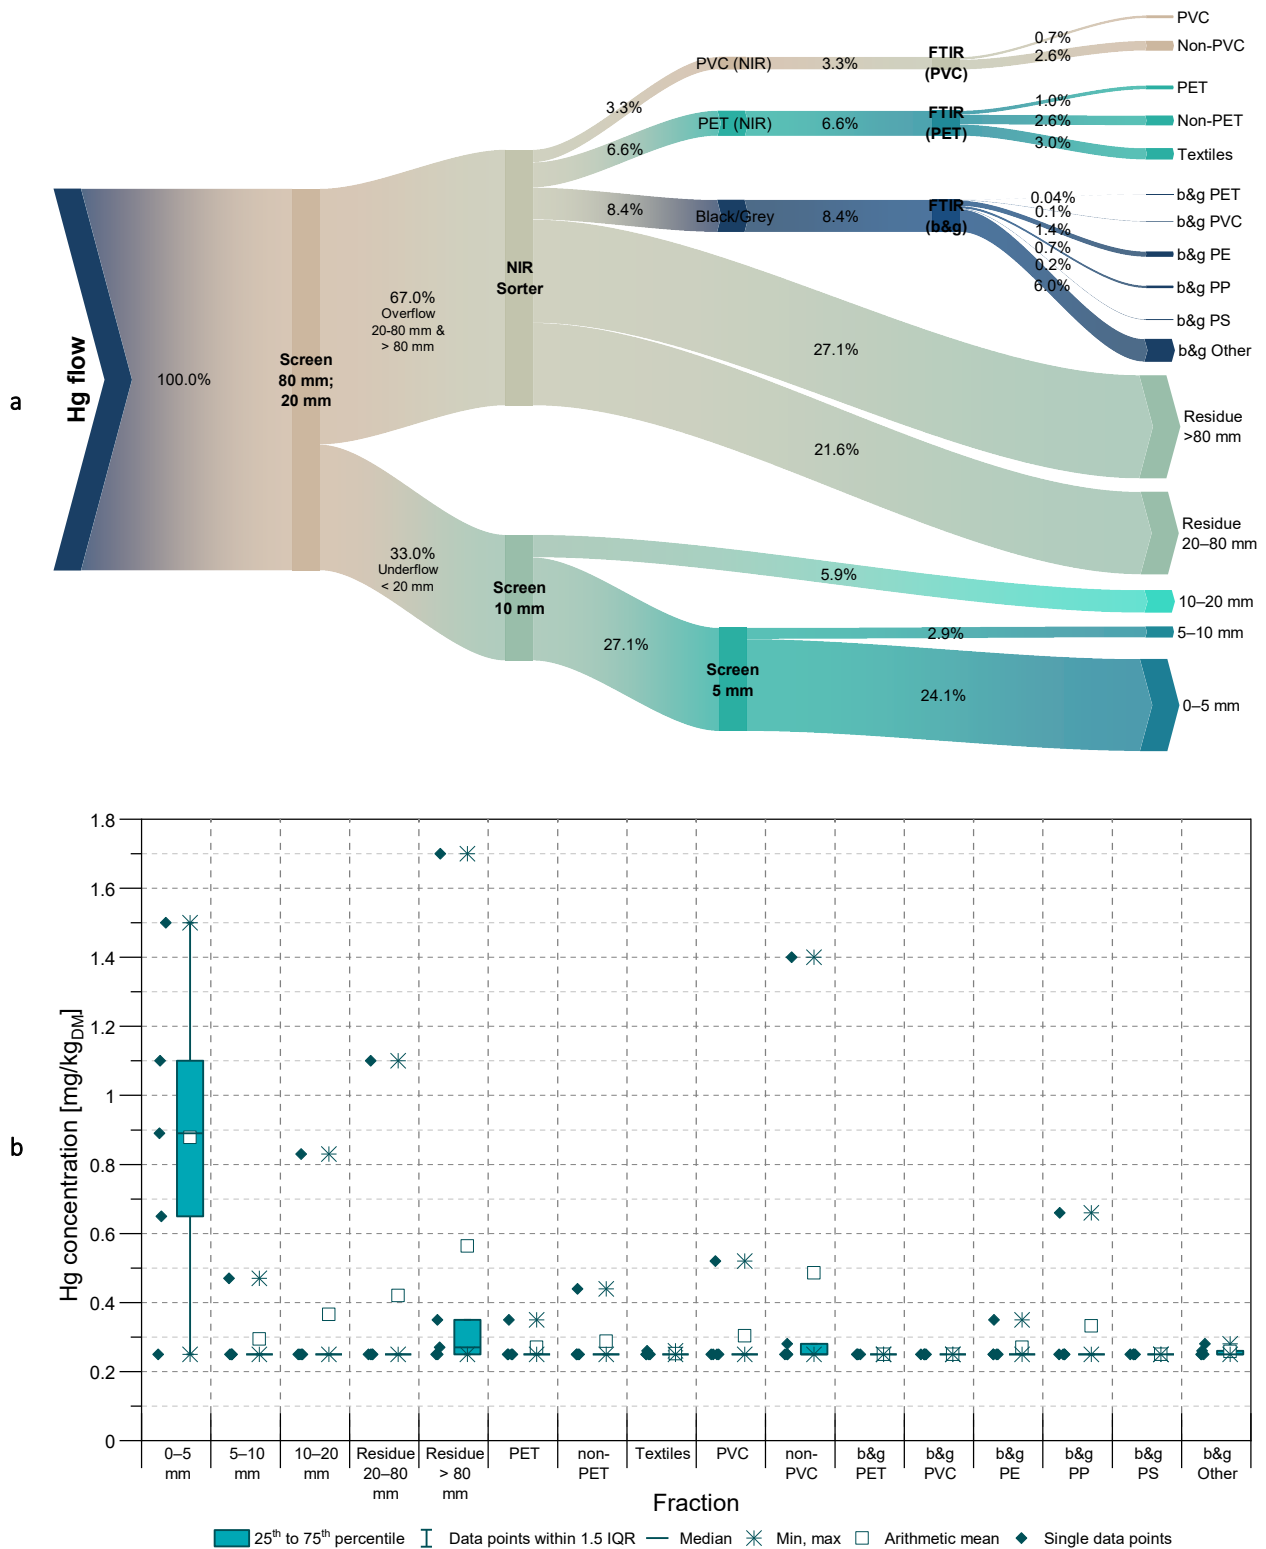 a
Hg flow
100.0%
Screen
80 mm;
20 mm
67.0%
Overflow
20-80 mm &
> 80 mm
33.0%
Underflow
< 20 mm
NIR
Sorter
Screen
10 mm
3.3%
6.6%
8.4%
27.1%
21.6%
5.9%
27.1%
PVC (NIR)
PET (NIR)
Black/Grey
Screen
5 mm
3.3%
6.6%
8.4%
2.9%
24.1%
FTIR
(PVC)
FTIR
(PET)
FTIR
(b&g)
0.7%
2.6%
1.0%
2.6%
3.0%
0.04%
0.1%
1.4%
0.7%
0.2%
6.0%
PVC
Non-PVC
PET
Non-PET
Textiles
b&g PET
b&g PVC
b&g PE
b&g PP
b&g PS
b&g Other
Residue
>80 mm
Residue
20–80 mm
10–20 mm
5–10 mm
0–5 mm
b
Hg concentration [mg/kgDM]
1.8
1.6
1.4
1.2
1
0.8
0.6
0.4
0.2
0
0–5
mm
5–10
mm
10–20
mm
Residue
20–80
mm
Residue
> 80
mm
PET
non-
PET
Textiles
PVC
non-
PVC
b&g
PET
b&g
PVC
b&g
PE
b&g
PP
b&g
PS
b&g
Other
Fraction
25th to 75th percentile Data points within 1.5 IQR Median Min, max Arithmetic mean Single data points